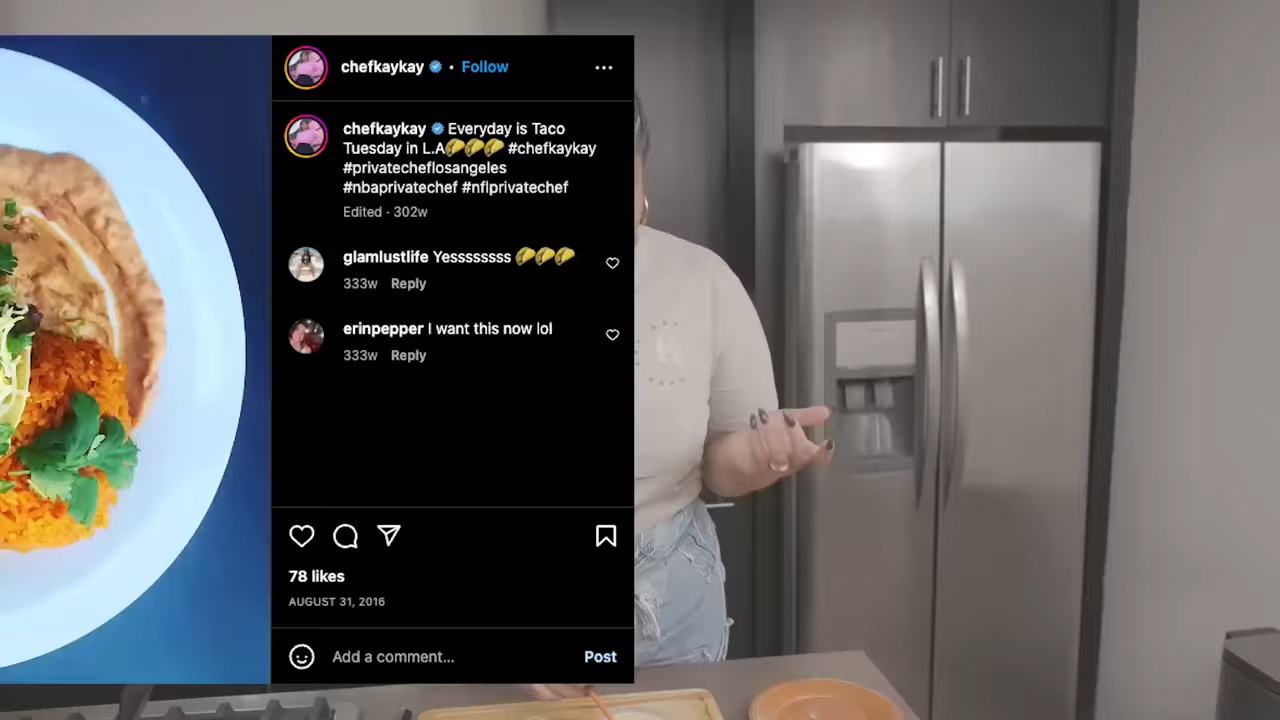 chefkaykay • Follow
chefkaykay Everyday is Taco
Tuesday in L.A🌮🌮🌮 #chefkaykay
#privatecheflosangeles
#nbaprivatechef #nflprivatechef
Edited · 302w
glamlustlife Yesssssssss 🌮🌮🌮
333w Reply
erinpepper I want this now lol
333w Reply
78 likes
AUGUST 31, 2016
Add a comment... Post